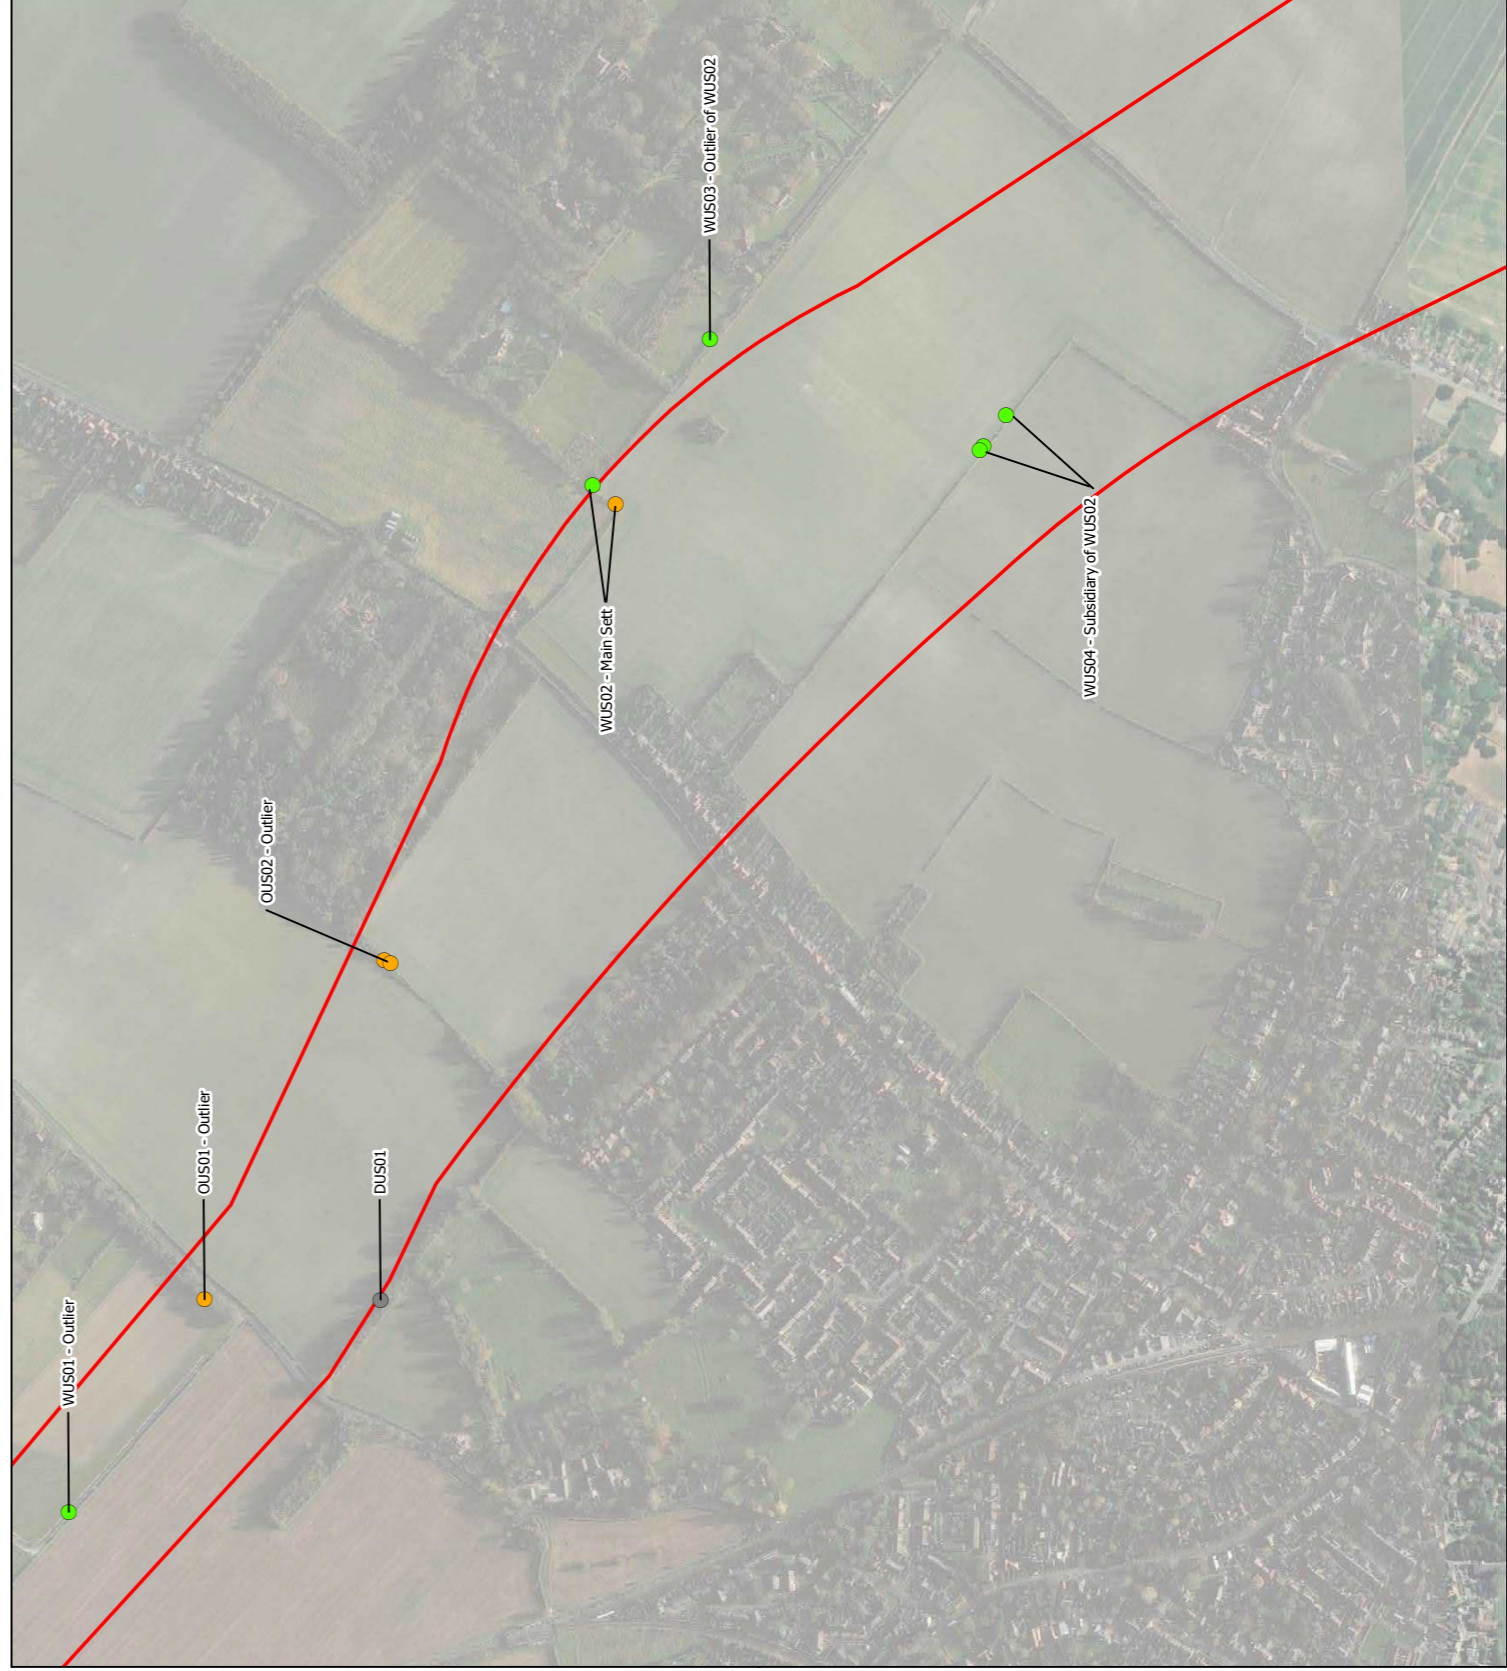 WUS01 - Outlier
OUS01 - Outlier
OUS02 - Outlier
DUS01
WUS02 - Main Sett
WUS03 - Outlier of WUS02
WUS04 - Subsidiary of WUS02